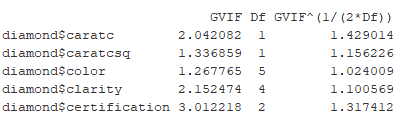 GVIF Df GVIF^(1/(2*Df))
diamond$caratc 2.042082 1 1.429014
diamond$caratcsq 1.336859 1 1.156226
diamond$color 1.267765 5 1.024009
diamond$clarity 2.152474 4 1.100569
diamond$certification 3.012218 2 1.317412